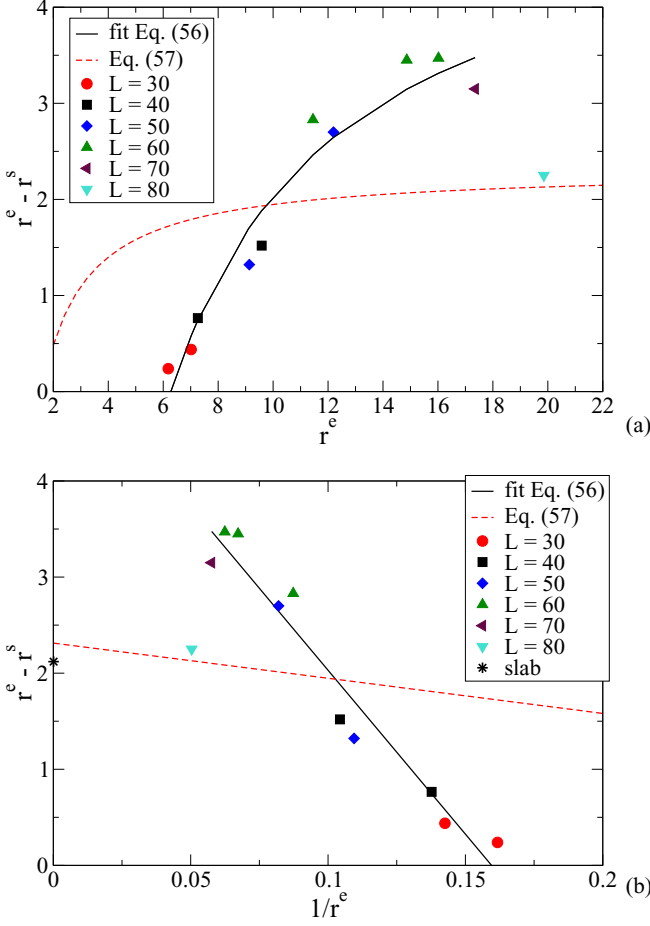 4
3
2
1
0
r^e - r^s
fit Eq. (56)
Eq. (57)
L = 30
L = 40
L = 50
L = 60
L = 70
L = 80
2 4 6 8 10 12 14 16 18 20 22
r^e
(a)
4
3
2
1
0
r^e - r^s
fit Eq. (56)
Eq. (57)
L = 30
L = 40
L = 50
L = 60
L = 70
L = 80
slab
0 0.05 0.1 0.15 0.2
1/r^e
(b)